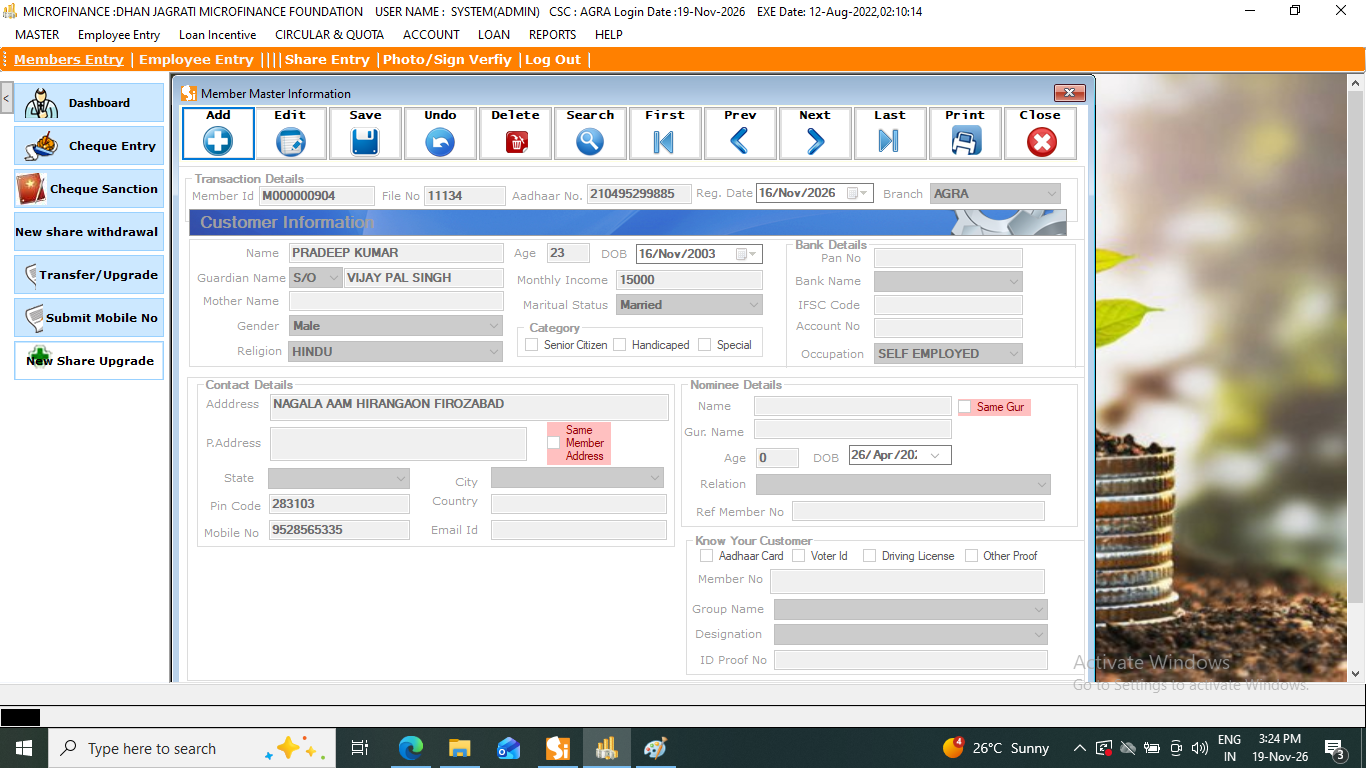 MICROFINANCE :DHAN JAGRATI MICROFINANCE FOUNDATION USER NAME : SYSTEM(ADMIN) CSC : AGRA Login Date :19-Nov-2026 EXE Date: 12-Aug-2022,02:10:14
MASTER Employee Entry Loan Incentive CIRCULAR & QUOTA ACCOUNT LOAN REPORTS HELP
Members Entry | Employee Entry |||| Share Entry |Photo/Sign Verfiy |Log Out |
<
Dashboard
Cheque Entry
Cheque Sanction
New share withdrawal
Transfer/Upgrade
Submit Mobile No
New Share Upgrade
Si Member Master Information
Add Edit Save Undo Delete Search First Prev Next Last Print Close
Transaction Details
Member Id M000000904 File No 11134 Aadhaar No. 210495299885 Reg. Date 16/Nov/2026 Branch AGRA
Customer Information
Name PRADEEP KUMAR Age 23 DOB 16/Nov/2003
Guardian Name S/O VIJAY PAL SINGH Monthly Income 15000
Mother Name Maritual Status Married
Gender Male
Category
Religion HINDU Senior Citizen Handicaped Special
Bank Details
Pan No
Bank Name
IFSC Code
Account No
Occupation SELF EMPLOYED
Contact Details
Adddress NAGALA AAM HIRANGAON FIROZABAD
P.Address Same Member Address
State City
Pin Code 283103 Country
Mobile No 9528565335 Email Id
Nominee Details
Name Same Gur
Gur. Name
Age 0 DOB 26/Apr/202
Relation
Ref Member No
Know Your Customer
Aadhaar Card Voter Id Driving License Other Proof
Member No
Group Name
Designation
ID Proof No
Activate Windows
Go to Settings to activate Windows.
Type here to search
Si
4
26°C Sunny
ENG
IN
3:24 PM
19-Nov-26
3